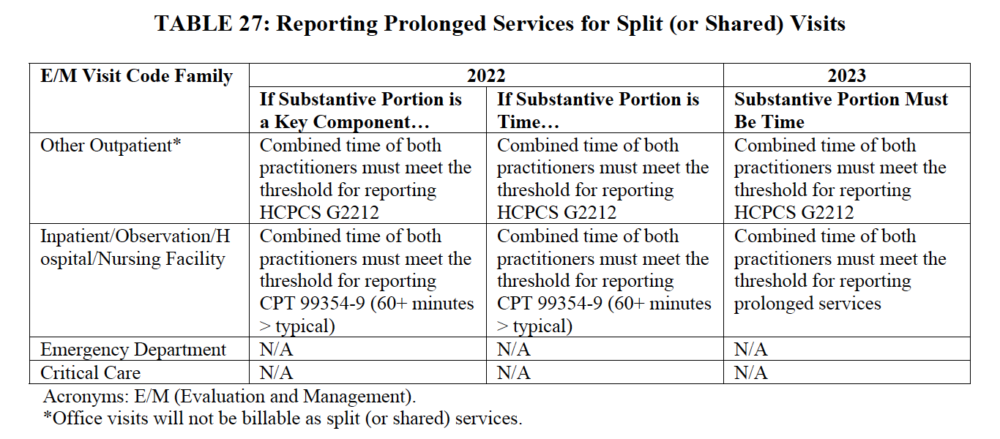 TABLE 27: Reporting Prolonged Services for Split (or Shared) Visits
E/M Visit Code Family
2022
2023
If Substantive Portion is
a Key Component…
If Substantive Portion is
Time…
Substantive Portion Must
Be Time
Other Outpatient*
Combined time of both
practitioners must meet the
threshold for reporting
HCPCS G2212
Combined time of both
practitioners must meet the
threshold for reporting
HCPCS G2212
Combined time of both
practitioners must meet the
threshold for reporting
HCPCS G2212
Inpatient/Observation/H
ospital/Nursing Facility
Combined time of both
practitioners must meet the
threshold for reporting
CPT 99354-9 (60+ minutes
> typical)
Combined time of both
practitioners must meet the
threshold for reporting
CPT 99354-9 (60+ minutes
> typical)
Combined time of both
practitioners must meet the
threshold for reporting
prolonged services
Emergency Department
N/A
N/A
N/A
Critical Care
N/A
N/A
N/A
Acronyms: E/M (Evaluation and Management).
*Office visits will not be billable as split (or shared) services.